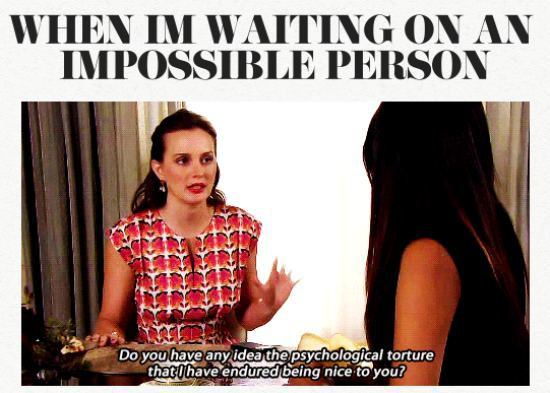 WHEN IM WAITING ON AN
IMPOSSIBLE PERSON
Do you have any idea the psychological torture
that I have endured being nice to you?